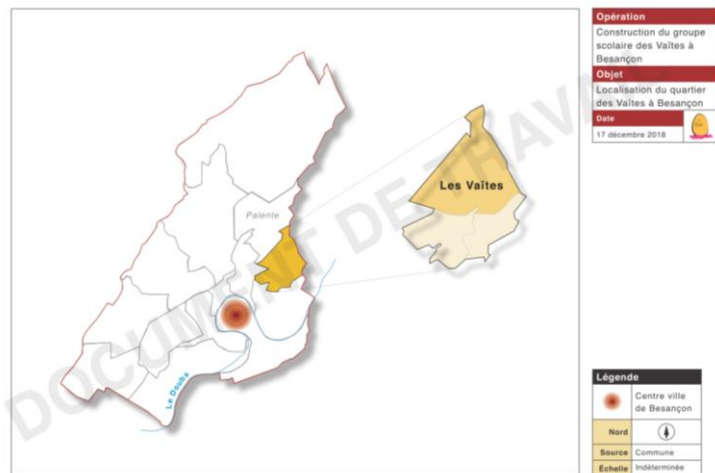 Opération
Construction du groupe
scolaire des Vaîtes à
Besançon
Objet
Localisation du quartier
des Vaîtes à Besançon
Date
17 décembre 2018
Palente
Les Vaîtes
Le Doubs
DOCUMENT DE TRAVAIL
Légende
Centre ville
de Besançon
Nord
Source Commune
Échelle Indéterminée